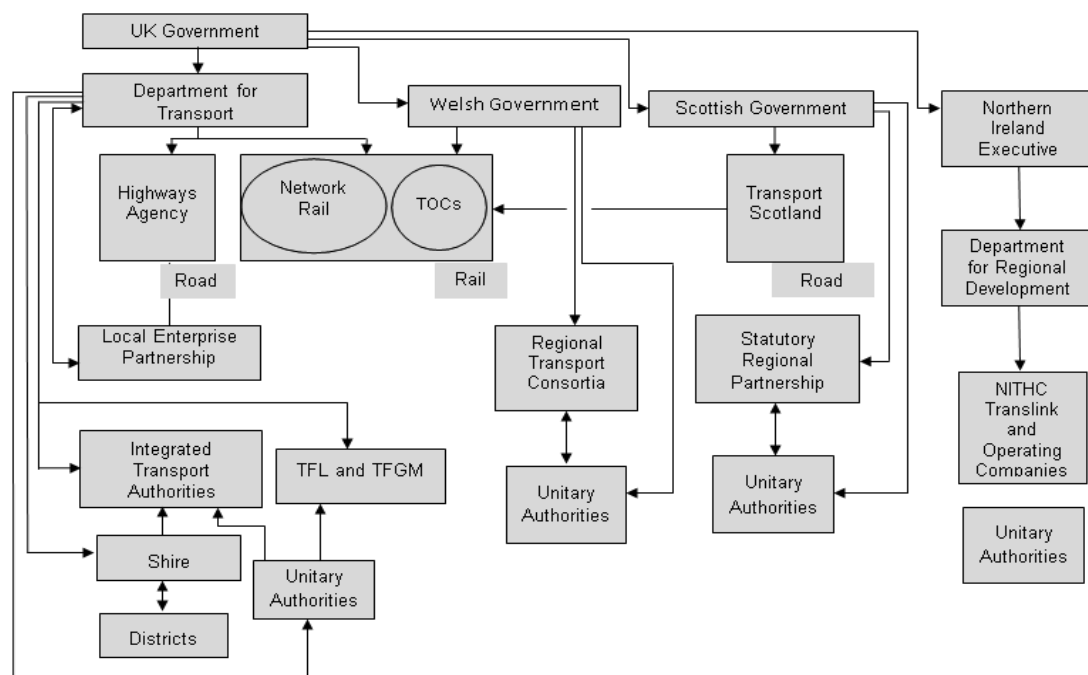 UK Government
Department for
Transport
Welsh Government
Scottish Government
Northern
Ireland
Executive
Highways
Agency
Network
Rail
TOCs
Transport
Scotland
Road
Rail
Road
Department
for Regional
Development
Local Enterprise
Partnership
Regional
Transport
Consortia
Statutory
Regional
Partnership
NITHC
Translink
and
Operating
Companies
Integrated
Transport
Authorities
TFL and TFGM
Unitary
Authorities
Unitary
Authorities
Unitary
Authorities
Shire
Unitary
Authorities
Districts